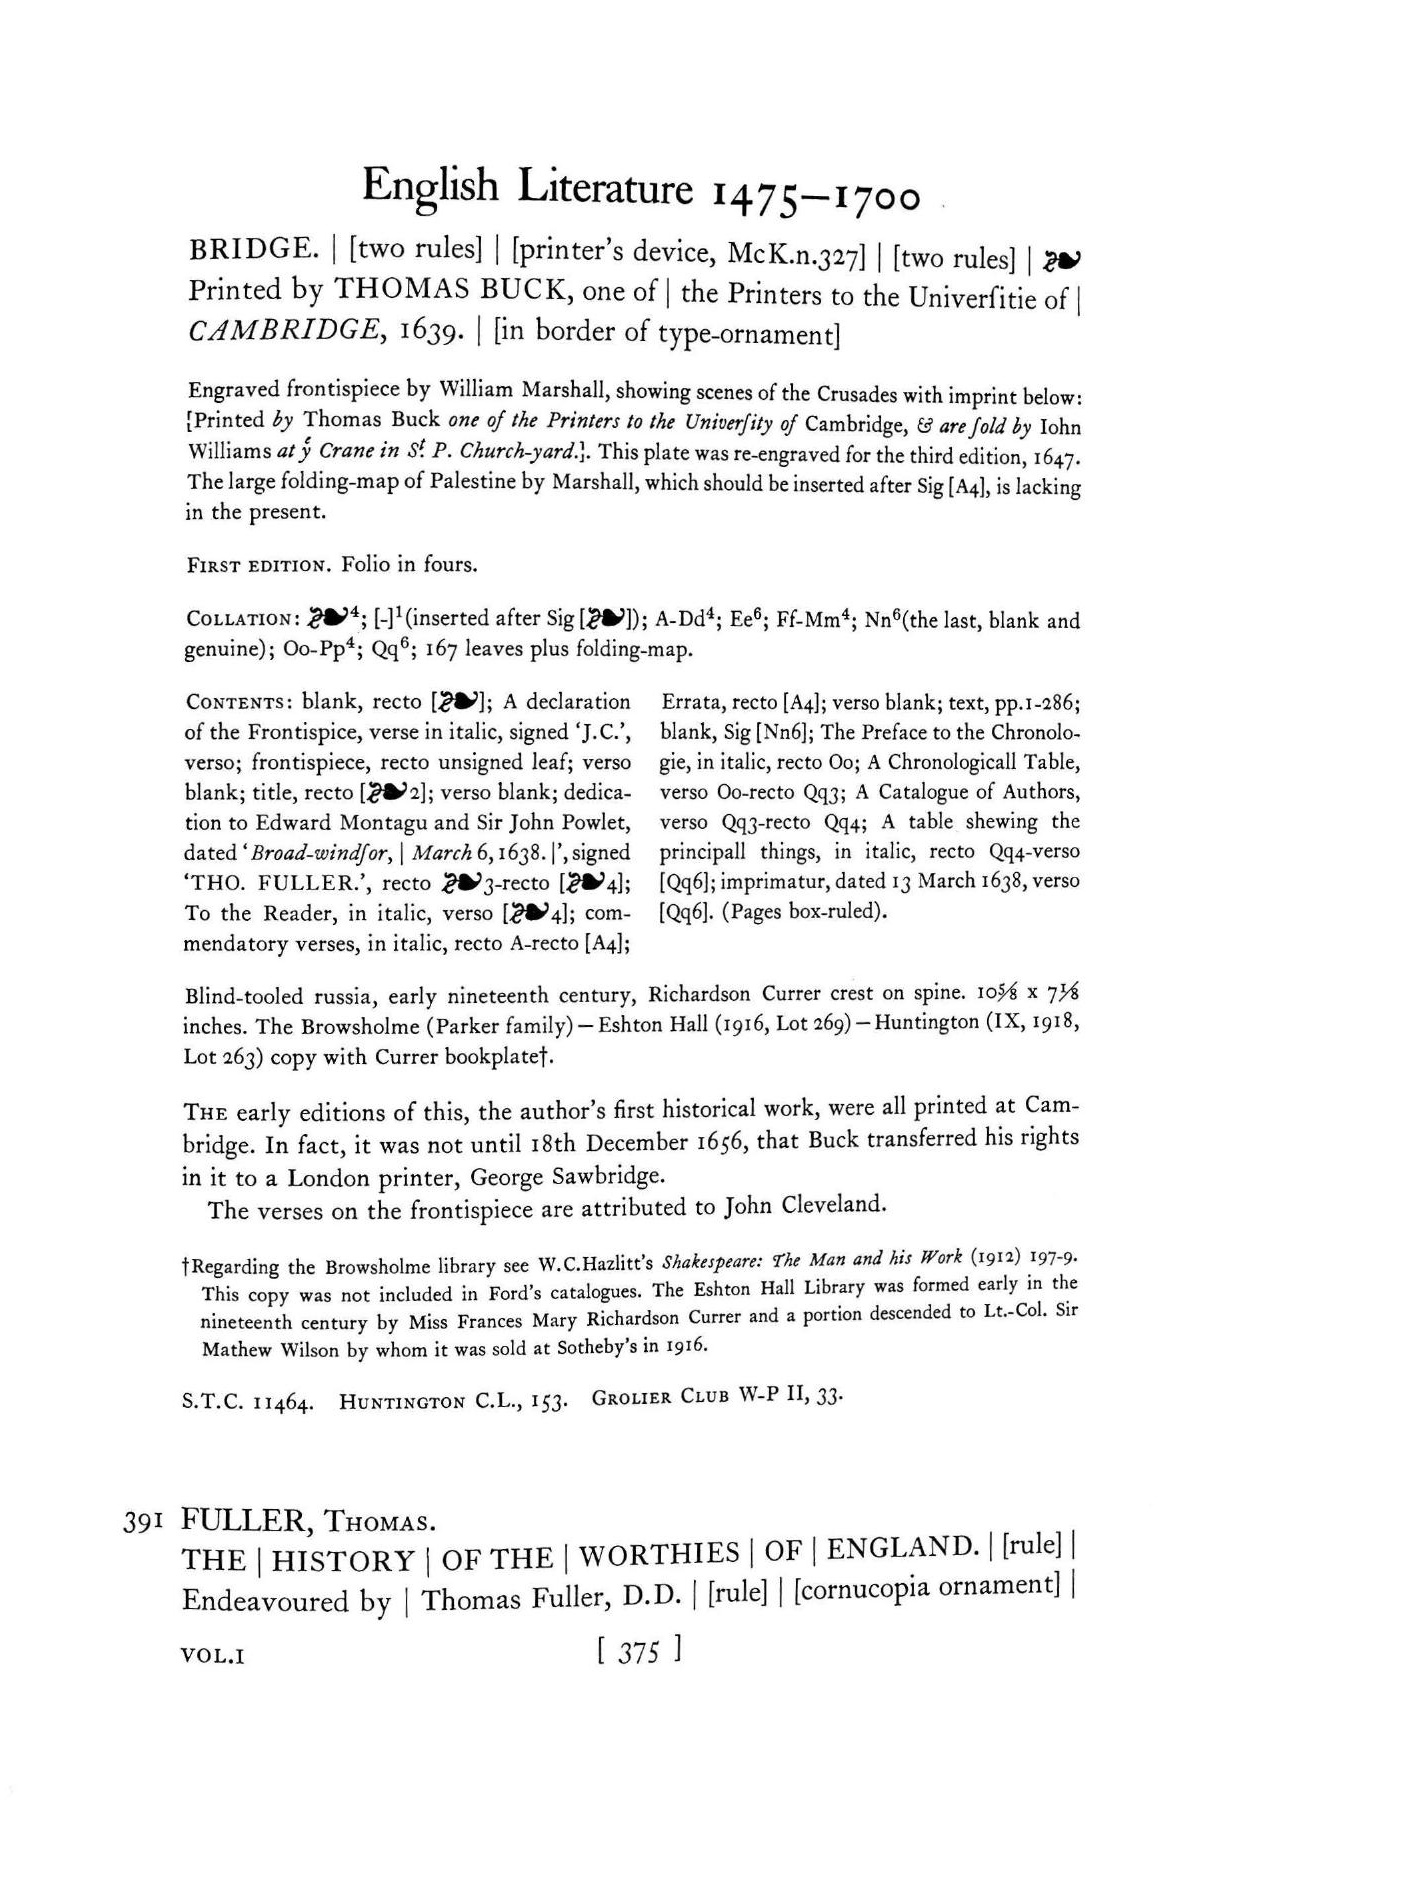 English Literature 1475–1700
BRIDGE. | [two rules] | [printer's device, McK.n.327] | [two rules] | ❧
Printed by THOMAS BUCK, one of | the Printers to the Univerſitie of |
CAMBRIDGE, 1639. | [in border of type-ornament]
Engraved frontispiece by William Marshall, showing scenes of the Crusades with imprint below:
[Printed by Thomas Buck one of the Printers to the Univerſity of Cambridge, & are ſold by Iohn
Williams at yͤ Crane in Sᵗ. P. Church-yard.]. This plate was re-engraved for the third edition, 1647.
The large folding-map of Palestine by Marshall, which should be inserted after Sig [A4], is lacking
in the present.
FIRST EDITION. Folio in fours.
COLLATION: ❧⁴; [-]¹(inserted after Sig [❧]); A-Dd⁴; Ee⁶; Ff-Mm⁴; Nn⁶(the last, blank and
genuine); Oo-Pp⁴; Qq⁶; 167 leaves plus folding-map.
CONTENTS: blank, recto [❧]; A declaration
of the Frontispice, verse in italic, signed 'J.C.',
verso; frontispiece, recto unsigned leaf; verso
blank; title, recto [❧2]; verso blank; dedica-
tion to Edward Montagu and Sir John Powlet,
dated 'Broad-windſor, | March 6, 1638. |', signed
'THO. FULLER.', recto ❧3-recto [❧4];
To the Reader, in italic, verso [❧4]; com-
mendatory verses, in italic, recto A-recto [A4];
Errata, recto [A4]; verso blank; text, pp.1-286;
blank, Sig [Nn6]; The Preface to the Chronolo-
gie, in italic, recto Oo; A Chronologicall Table,
verso Oo-recto Qq3; A Catalogue of Authors,
verso Qq3-recto Qq4; A table shewing the
principall things, in italic, recto Qq4-verso
[Qq6]; imprimatur, dated 13 March 1638, verso
[Qq6]. (Pages box-ruled).
Blind-tooled russia, early nineteenth century, Richardson Currer crest on spine. 10⅝ x 7⅛
inches. The Browsholme (Parker family) — Eshton Hall (1916, Lot 269) — Huntington (IX, 1918,
Lot 263) copy with Currer bookplate†.
THE early editions of this, the author's first historical work, were all printed at Cam-
bridge. In fact, it was not until 18th December 1656, that Buck transferred his rights
in it to a London printer, George Sawbridge.
The verses on the frontispiece are attributed to John Cleveland.
†Regarding the Browsholme library see W.C.Hazlitt's Shakespeare: The Man and his Work (1912) 197-9.
This copy was not included in Ford's catalogues. The Eshton Hall Library was formed early in the
nineteenth century by Miss Frances Mary Richardson Currer and a portion descended to Lt.-Col. Sir
Mathew Wilson by whom it was sold at Sotheby's in 1916.
S.T.C. 11464. HUNTINGTON C.L., 153. GROLIER CLUB W-P II, 33.
391 FULLER, THOMAS.
THE | HISTORY | OF THE | WORTHIES | OF | ENGLAND. | [rule] |
Endeavoured by | Thomas Fuller, D.D. | [rule] | [cornucopia ornament] |
VOL.I [ 375 ]